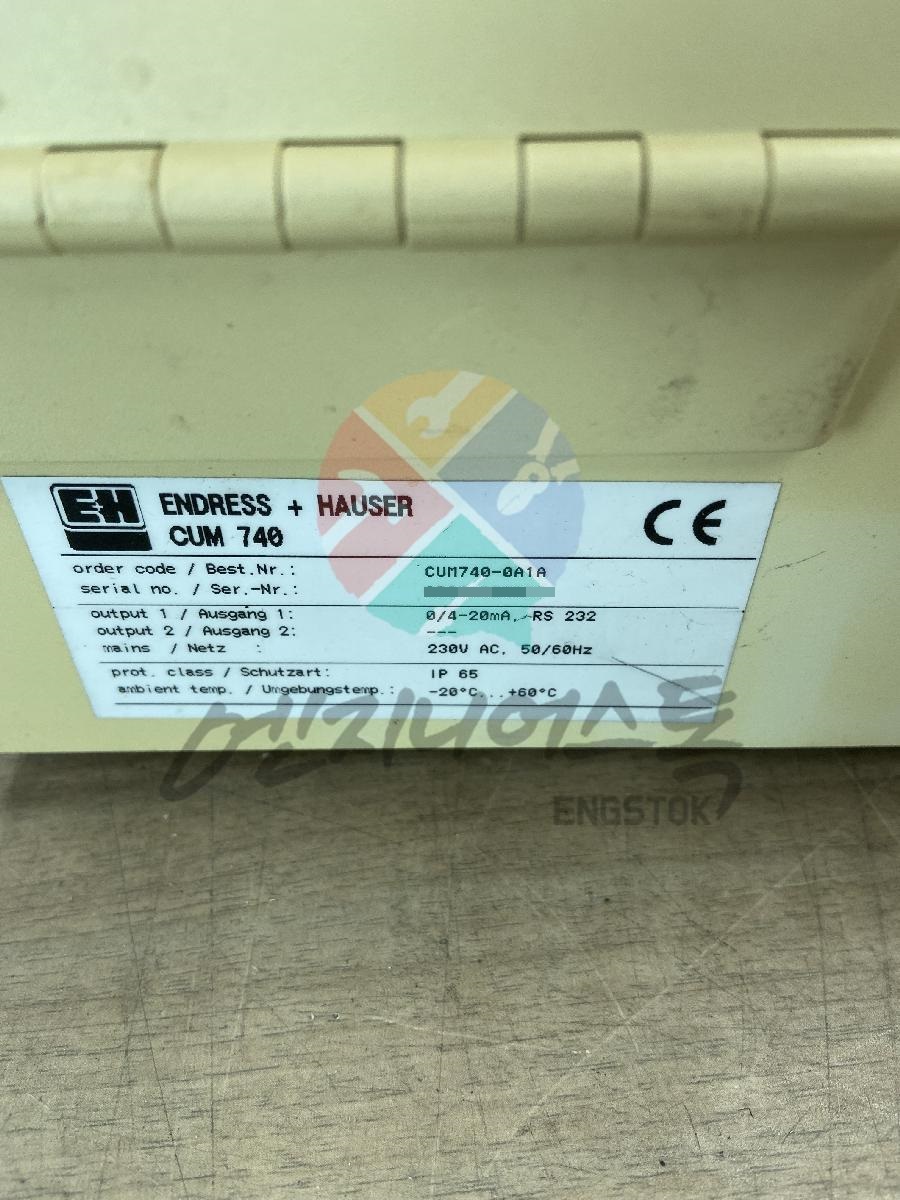 E+H
ENDRESS + HAUSER
CUM 740
CE
order code / Best.Nr.: CUM740-0A1A
serial no. / Ser.-Nr.:
output 1 / Ausgang 1: 0/4-20mA, RS 232
output 2 / Ausgang 2: ---
mains / Netz : 230V AC, 50/60Hz
prot. class / Schutzart: IP 65
ambient temp. / Umgebungstemp.: -20°C...+60°C
엔지니어스톡
ENGSTOK